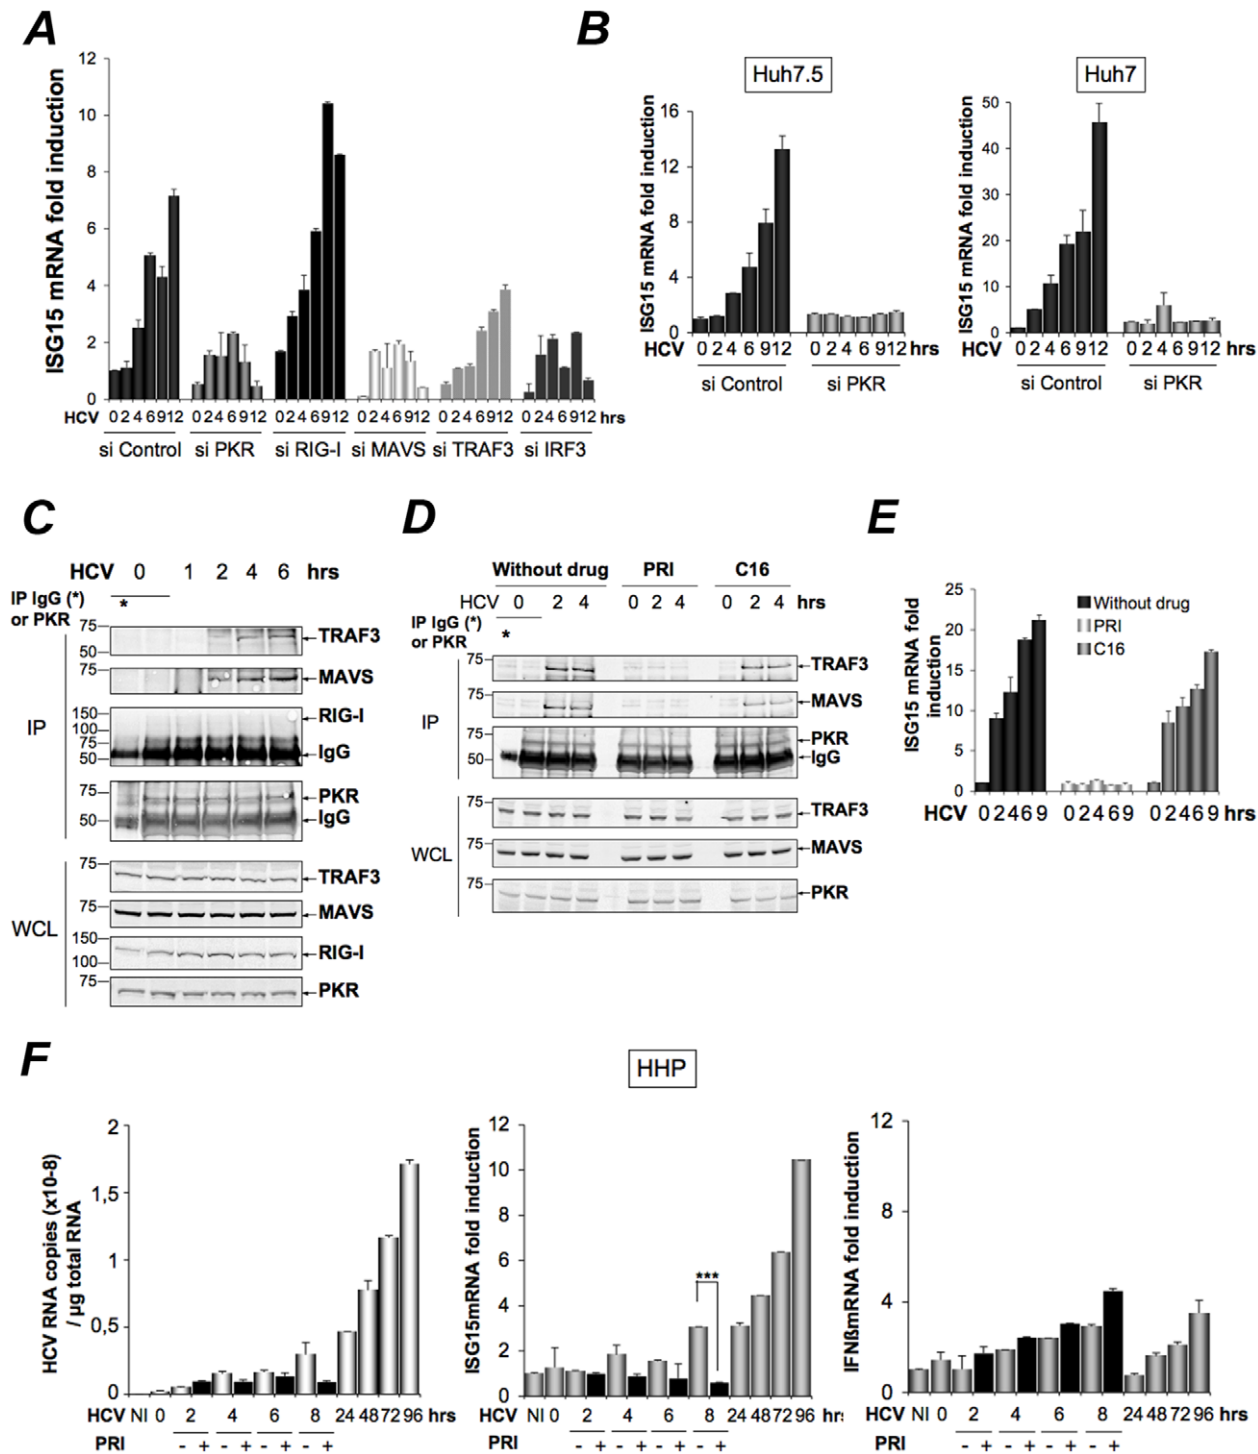 A
ISG15 mRNA fold induction
12
10
8
6
4
2
0
HCV 0 2 4 6 9 12 0 2 4 6 9 12 0 2 4 6 9 12 0 2 4 6 9 12 0 2 4 6 9 12 0 2 4 6 9 12 hrs
si Control si PKR si RIG-I si MAVS si TRAF3 si IRF3
B
Huh7.5
ISG15 mRNA fold induction
16
12
8
4
0
HCV 0 2 4 6 9 12 0 2 4 6 9 12 hrs
si Control si PKR
Huh7
ISG15 mRNA fold induction
50
40
30
20
10
0
HCV 0 2 4 6 9 12 0 2 4 6 9 12 hrs
si Control si PKR
C
HCV 0 1 2 4 6 hrs
IP IgG (*)
or PKR
*
IP
75
50
TRAF3
75
MAVS
150
100
75
50
RIG-I
IgG
75
50
PKR
IgG
WCL
75
TRAF3
75
MAVS
150
100
RIG-I
75
PKR
D
Without drug PRI C16
HCV 0 2 4 0 2 4 0 2 4 hrs
IP IgG (*)
or PKR
*
IP
75
TRAF3
75
MAVS
75
50
PKR
IgG
WCL
75
TRAF3
75
MAVS
75
PKR
E
ISG15 mRNA fold
induction
25
20
15
10
5
0
Without drug
PRI
C16
HCV 0 2 4 6 9 0 2 4 6 9 0 2 4 6 9 hrs
F
HHP
HCV RNA copies (x10-8)
/ µg total RNA
2
1,5
1
0,5
0
HCV NI 0 2 4 6 8 24 48 72 96 hrs
PRI - + - + - + - +
ISG15mRNA fold induction
12
10
8
6
4
2
0
***
HCV NI 0 2 4 6 8 24 48 72 96 hrs
PRI - + - + - + - +
IFNßmRNA fold induction
12
8
4
0
HCV NI 0 2 4 6 8 24 48 72 96 hrs
PRI - + - + - + - +